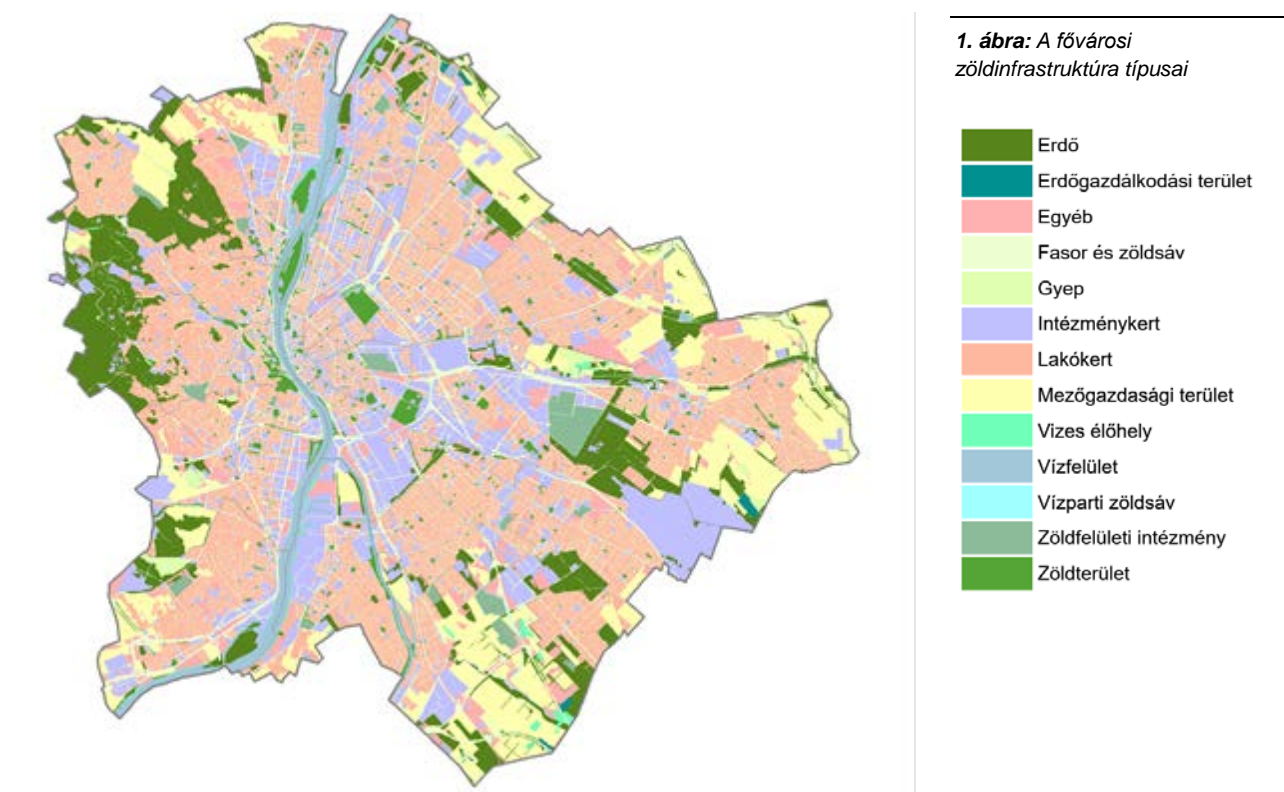 1. ábra: A fővárosi
zöldinfrastruktúra típusai
Erdő
Erdőgazdálkodási terület
Egyéb
Fasor és zöldsáv
Gyep
Intézménykert
Lakókert
Mezőgazdasági terület
Vizes élőhely
Vízfelület
Vízparti zöldsáv
Zöldfelületi intézmény
Zöldterület